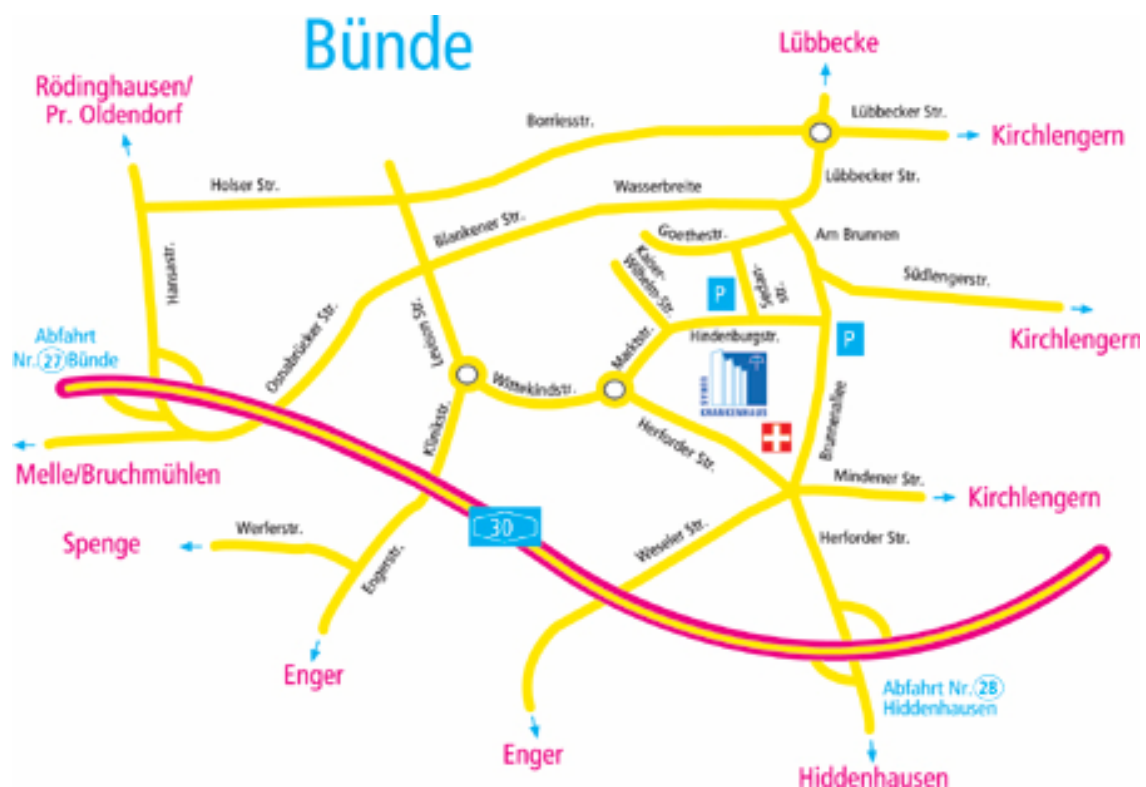 Bünde
Lübbecke
Rödinghausen/
Pr. Oldendorf
Borriesstr.
Lübbecker Str.
Kirchlengern
Holser Str.
Wasserbreite
Lübbecker Str.
Blankener Str.
Goethestr.
Am Brunnen
Hansastr.
Kaiser-
Wilhelm-Str.
Südlengerstr.
P
Kirchlengern
Abfahrt
Nr. 27 Bünde
Osnabrücker Str.
Marktstr.
Hindenburgstr.
P
Wittekindstr.
KRANKENHAUS
Klinikstr.
Herforder Str.
Brunnenallee
Melle/Bruchmühlen
Mindener Str.
Kirchlengern
Spenge
Werferstr.
30
Weseler Str.
Herforder Str.
Engerstr.
Enger
Abfahrt Nr. 28
Hiddenhausen
Enger
Hiddenhausen